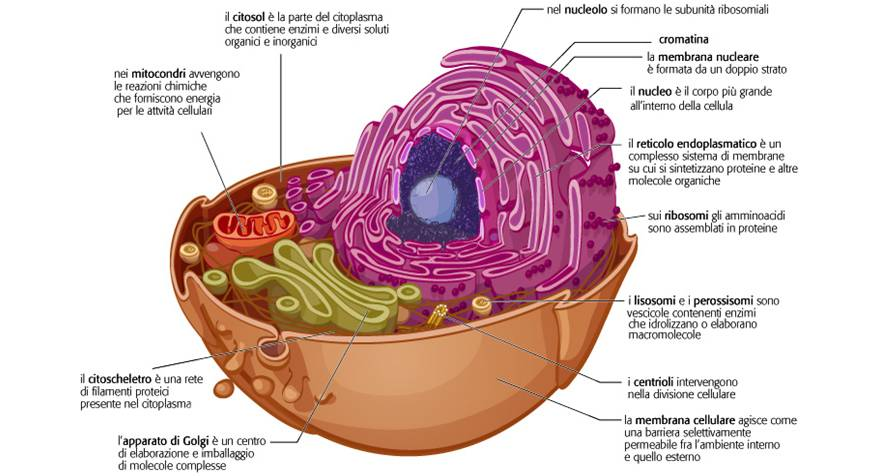 nel nucleolo si formano le subunità ribosomiali
il citosol è la parte del citoplasma
che contiene enzimi e diversi soluti
organici e inorganici
cromatina
la membrana nucleare
è formata da un doppio strato
nei mitocondri avvengono
le reazioni chimiche
che forniscono energia
per le attvità cellulari
il nucleo è il corpo più grande
all'interno della cellula
il reticolo endoplasmatico è un
complesso sistema di membrane
su cui si sintetizzano proteine e altre
molecole organiche
sui ribosomi gli amminoacidi
sono assemblati in proteine
i lisosomi e i perossisomi sono
vescicole contenenti enzimi
che idrolizzano o elaborano
macromolecole
il citoscheletro è una rete
di filamenti proteici
presente nel citoplasma
i centrioli intervengono
nella divisione cellulare
la membrana cellulare agisce come
una barriera selettivamente
permeabile fra l'ambiente interno
e quello esterno
l'apparato di Golgi è un centro
di elaborazione e imballaggio
di molecole complesse